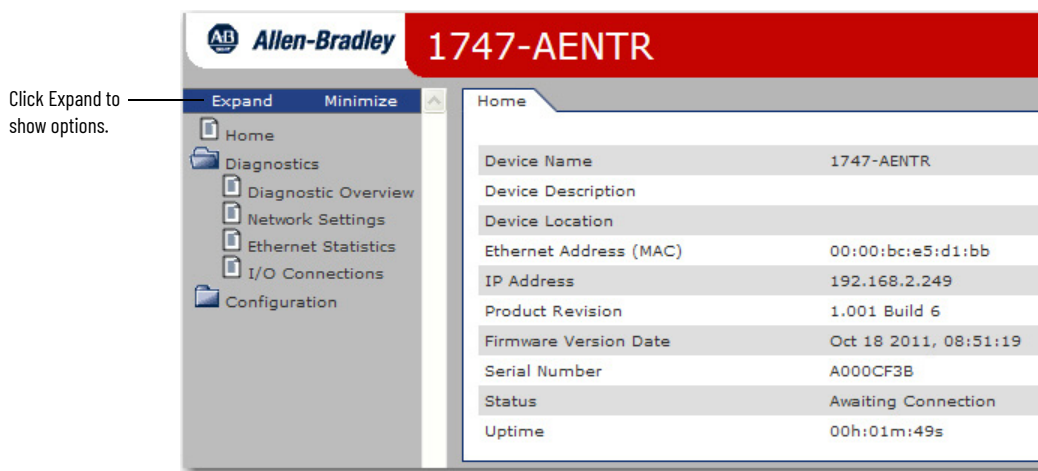 AB Allen-Bradley
1747-AENTR
Click Expand to
show options.
Expand Minimize
Home
Diagnostics
Diagnostic Overview
Network Settings
Ethernet Statistics
I/O Connections
Configuration
Home
Device Name 1747-AENTR
Device Description
Device Location
Ethernet Address (MAC) 00:00:bc:e5:d1:bb
IP Address 192.168.2.249
Product Revision 1.001 Build 6
Firmware Version Date Oct 18 2011, 08:51:19
Serial Number A000CF3B
Status Awaiting Connection
Uptime 00h:01m:49s